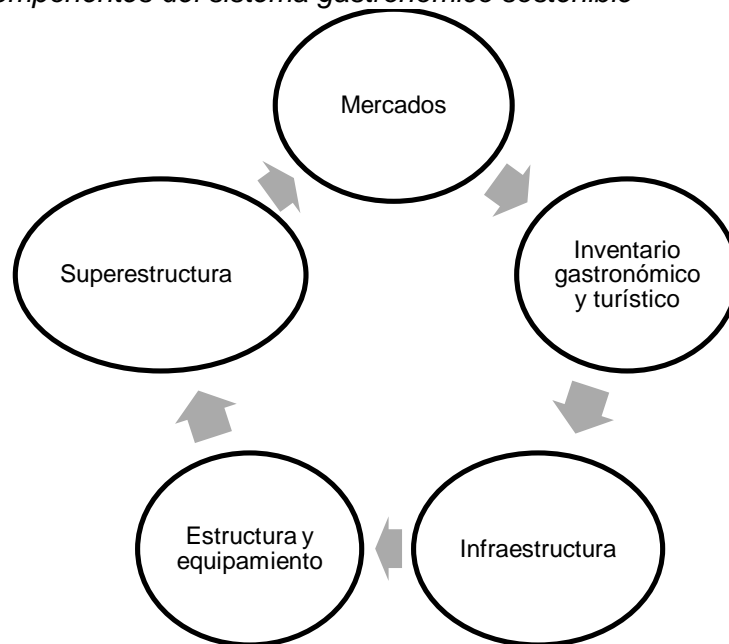 omponentes del sistema gastronómico sostenible
Mercados
Inventario
gastronómico
y turístico
Infraestructura
Estructura y
equipamiento
Superestructura